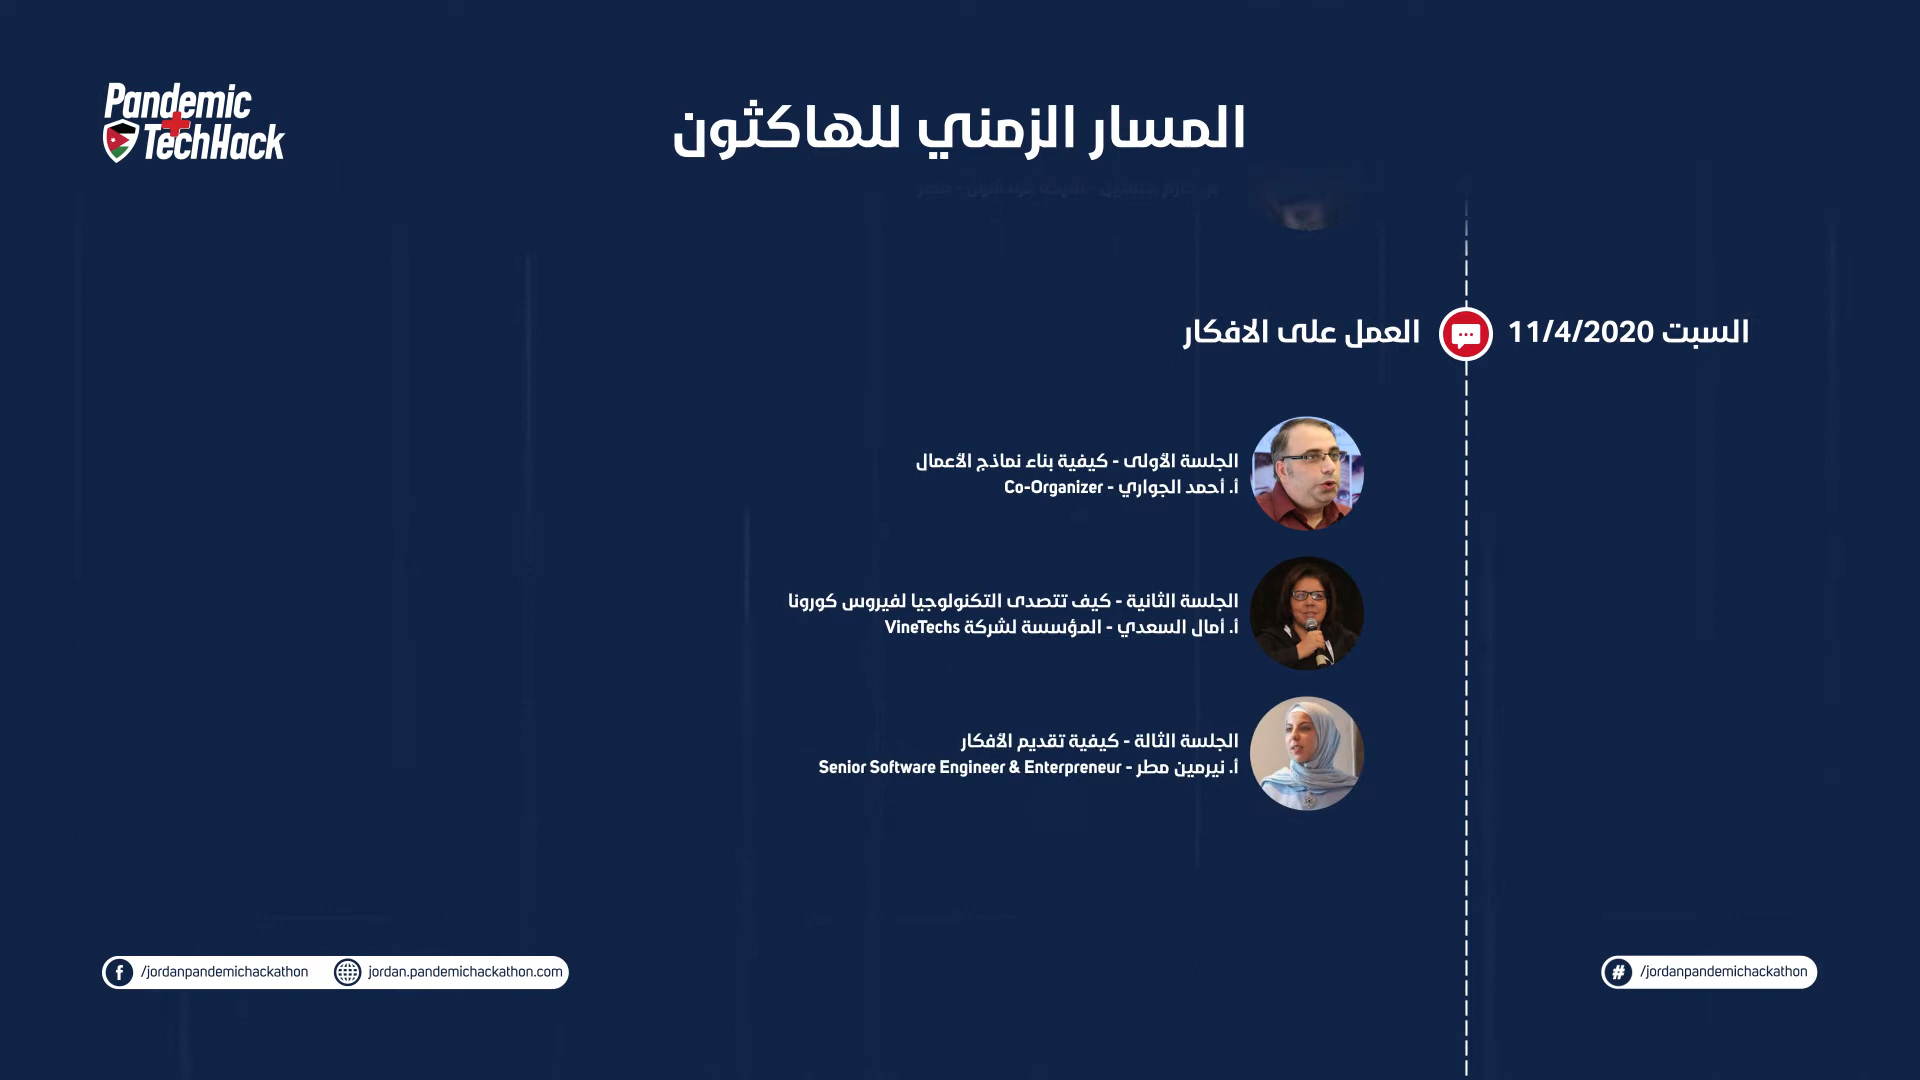 Pandemic
TechHack
المسار الزمني للهاكثون
السبت 11/4/2020
العمل على الافكار
الجلسة الأولى - كيفية بناء نماذج الأعمال
أ. أحمد الجواري - Co-Organizer
الجلسة الثانية - كيف تتصدى التكنولوجيا لفيروس كورونا
أ. أمال السعدي - المؤسسة لشركة VineTechs
الجلسة الثالة - كيفية تقديم الأفكار
أ. نيرمين مطر - Senior Software Engineer & Enterpreneur
/jordanpandemichackathon
jordan.pandemichackathon.com
# /jordanpandemichackathon